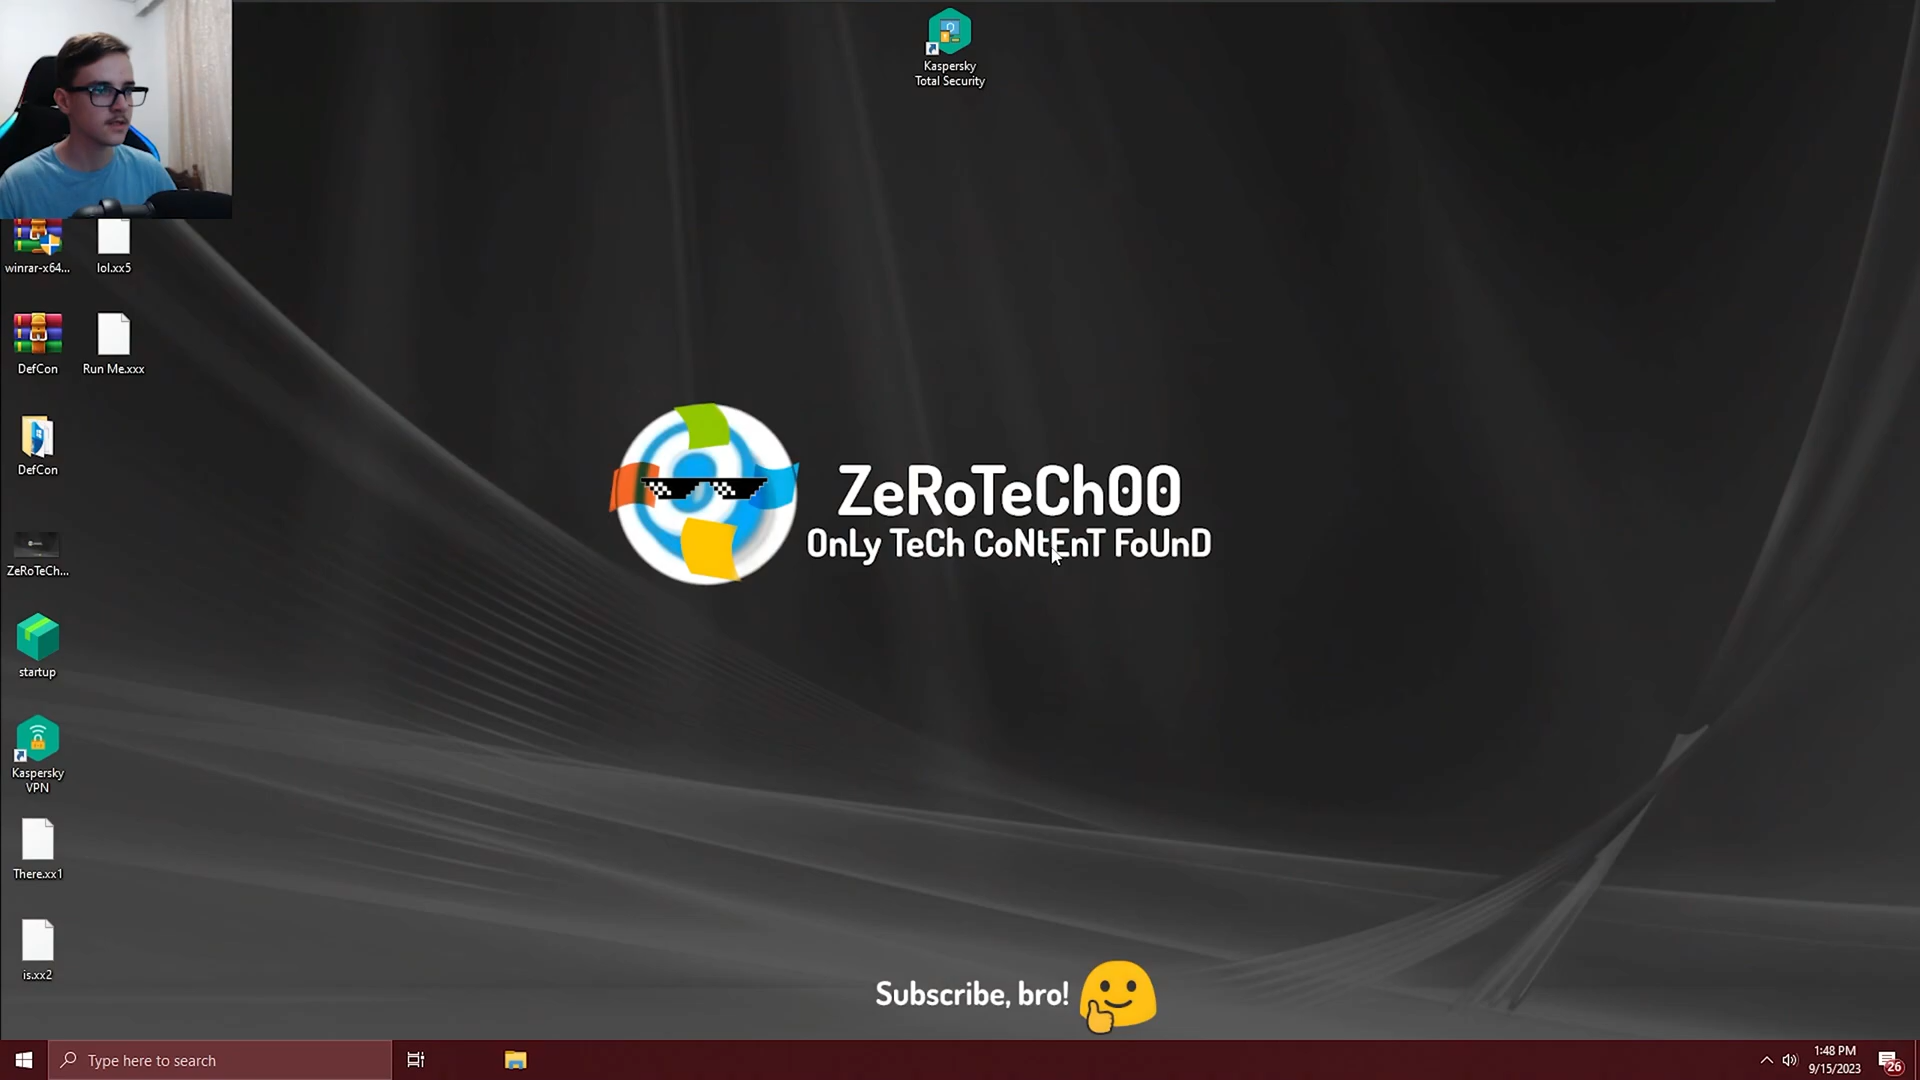 Kaspersky
Total Security
winrar-x64...
lol.xx5
DefCon
Run Me.xxx
DefCon
ZeRoTeCh...
startup
Kaspersky
VPN
There.xx1
is.xx2
ZeRoTeCh00
OnLy TeCh CoNtEnT FoUnD
Subscribe, bro!
Type here to search
1:48 PM
9/15/2023
26